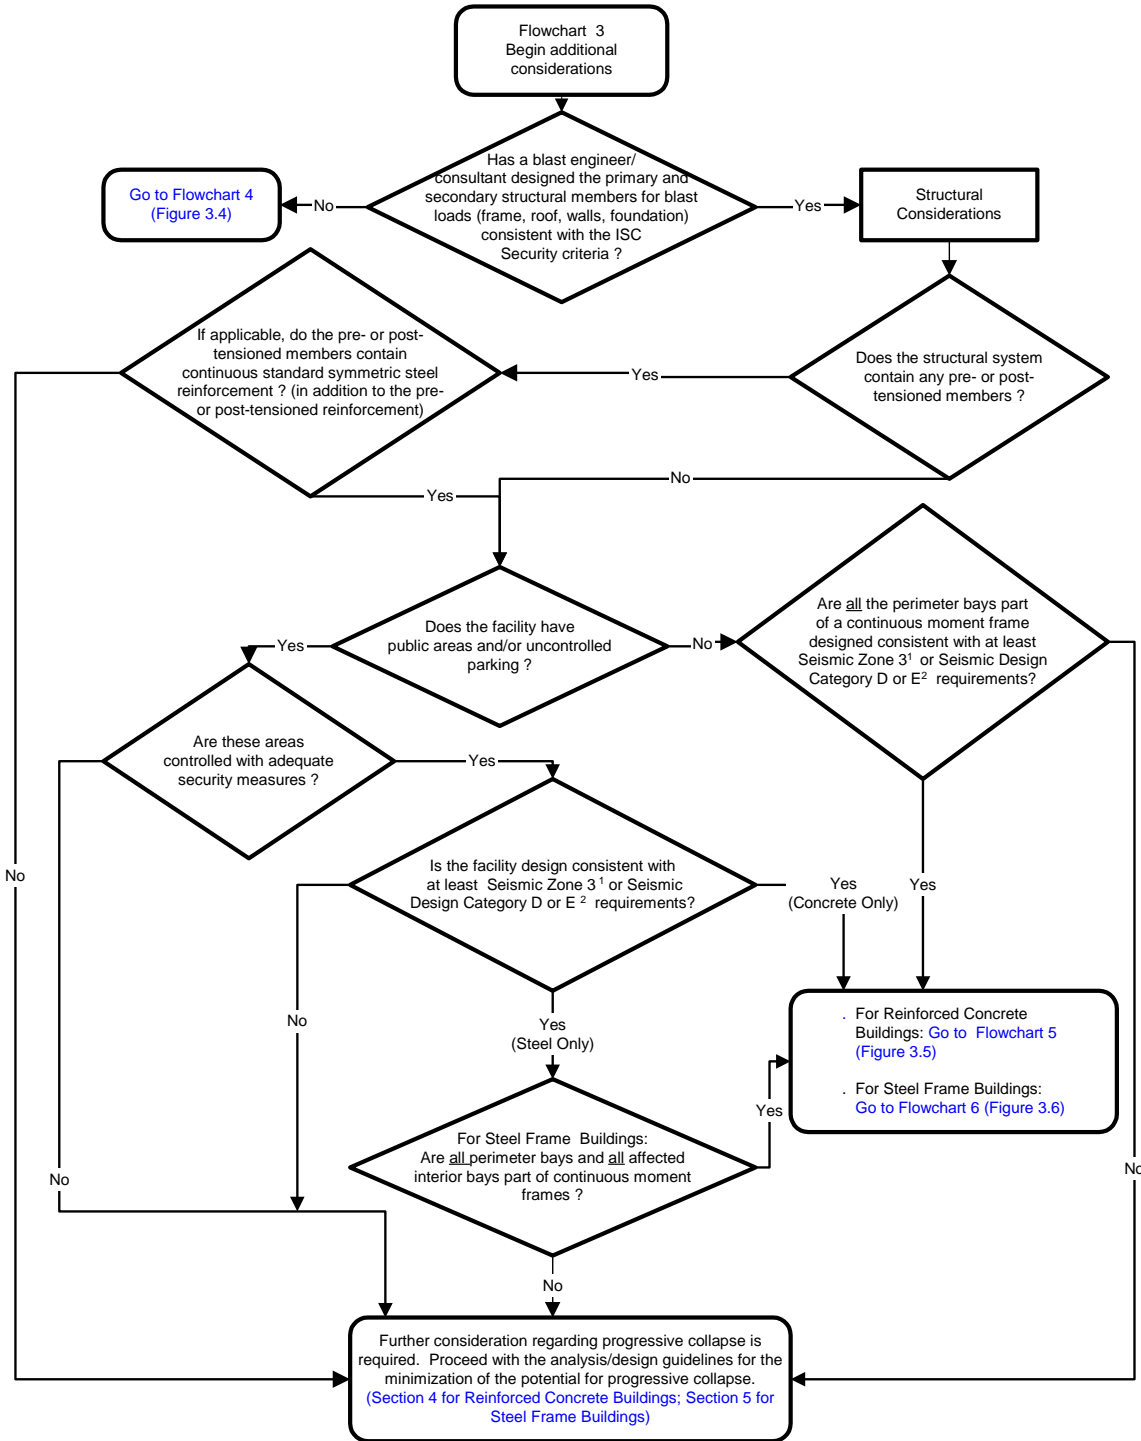 Flowchart 3
Begin additional
considerations
Has a blast engineer/
consultant designed the primary and
secondary structural members for blast
loads (frame, roof, walls, foundation)
consistent with the ISC
Security criteria ?
No
Go to Flowchart 4
(Figure 3.4)
Yes
Structural
Considerations
Does the structural system
contain any pre- or post-
tensioned members ?
Yes
If applicable, do the pre- or post-
tensioned members contain
continuous standard symmetric steel
reinforcement ? (in addition to the pre-
or post-tensioned reinforcement)
No
Yes
No
Does the facility have
public areas and/or uncontrolled
parking ?
Yes
No
Are all the perimeter bays part
of a continuous moment frame
designed consistent with at least
Seismic Zone 3¹ or Seismic Design
Category D or E² requirements?
Are these areas
controlled with adequate
security measures ?
Yes
No
Is the facility design consistent with
at least Seismic Zone 3 ¹ or Seismic
Design Category D or E ² requirements?
Yes
(Concrete Only)
Yes
No
Yes
(Steel Only)
. For Reinforced Concrete
Buildings: Go to Flowchart 5
(Figure 3.5)
. For Steel Frame Buildings:
Go to Flowchart 6 (Figure 3.6)
For Steel Frame Buildings:
Are all perimeter bays and all affected
interior bays part of continuous moment
frames ?
Yes
No
No
Further consideration regarding progressive collapse is
required. Proceed with the analysis/design guidelines for the
minimization of the potential for progressive collapse.
(Section 4 for Reinforced Concrete Buildings; Section 5 for
Steel Frame Buildings)